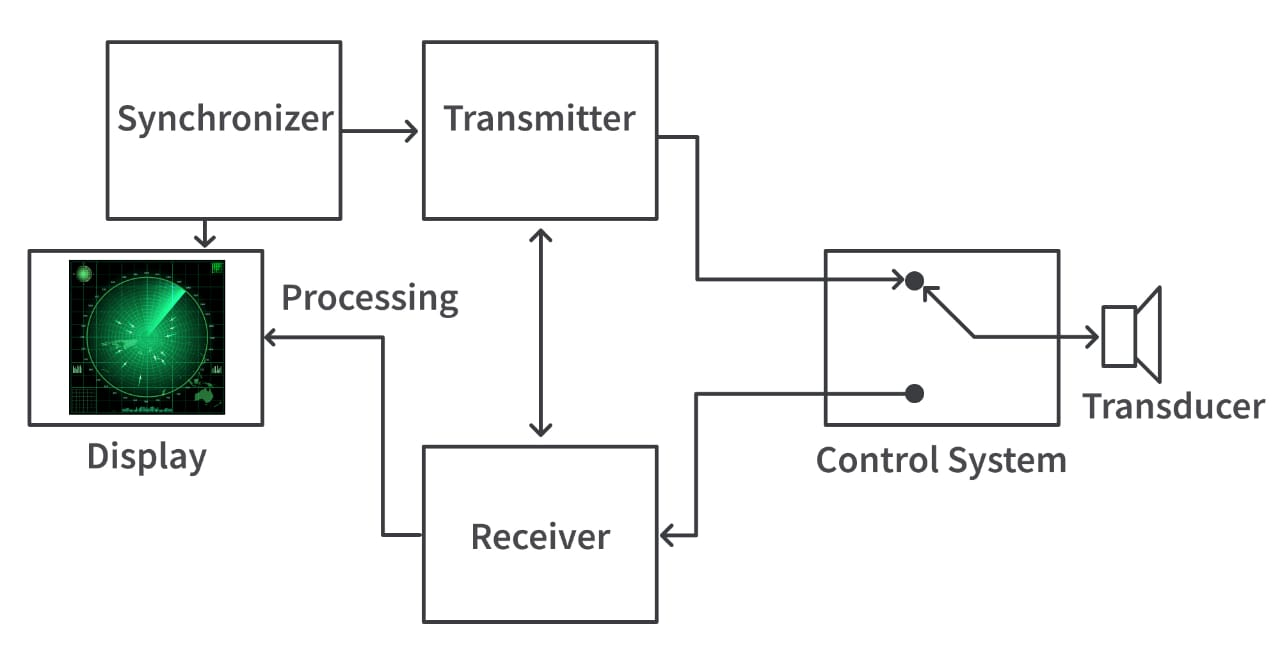 Synchronizer
Transmitter
Processing
Display
Receiver
Control System
Transducer